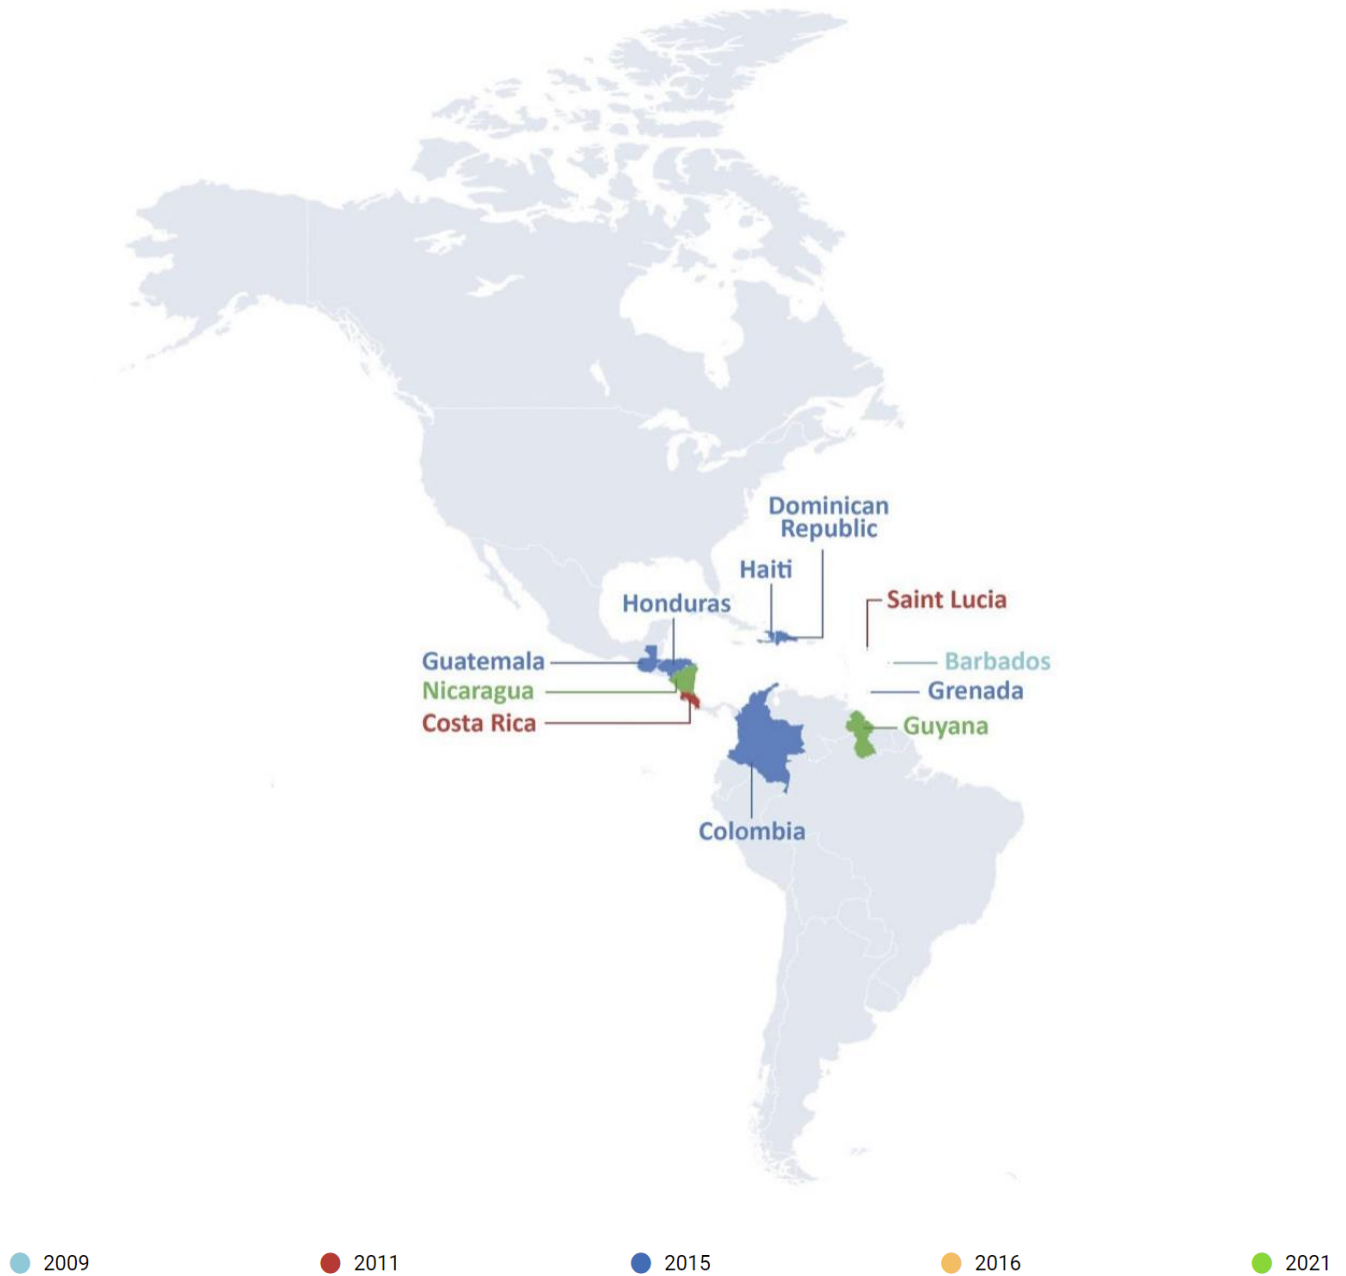 Dominican
Republic
Haiti
Honduras
Saint Lucia
Guatemala
Barbados
Nicaragua
Grenada
Costa Rica
Guyana
Colombia
2009
2011
2015
2016
2021